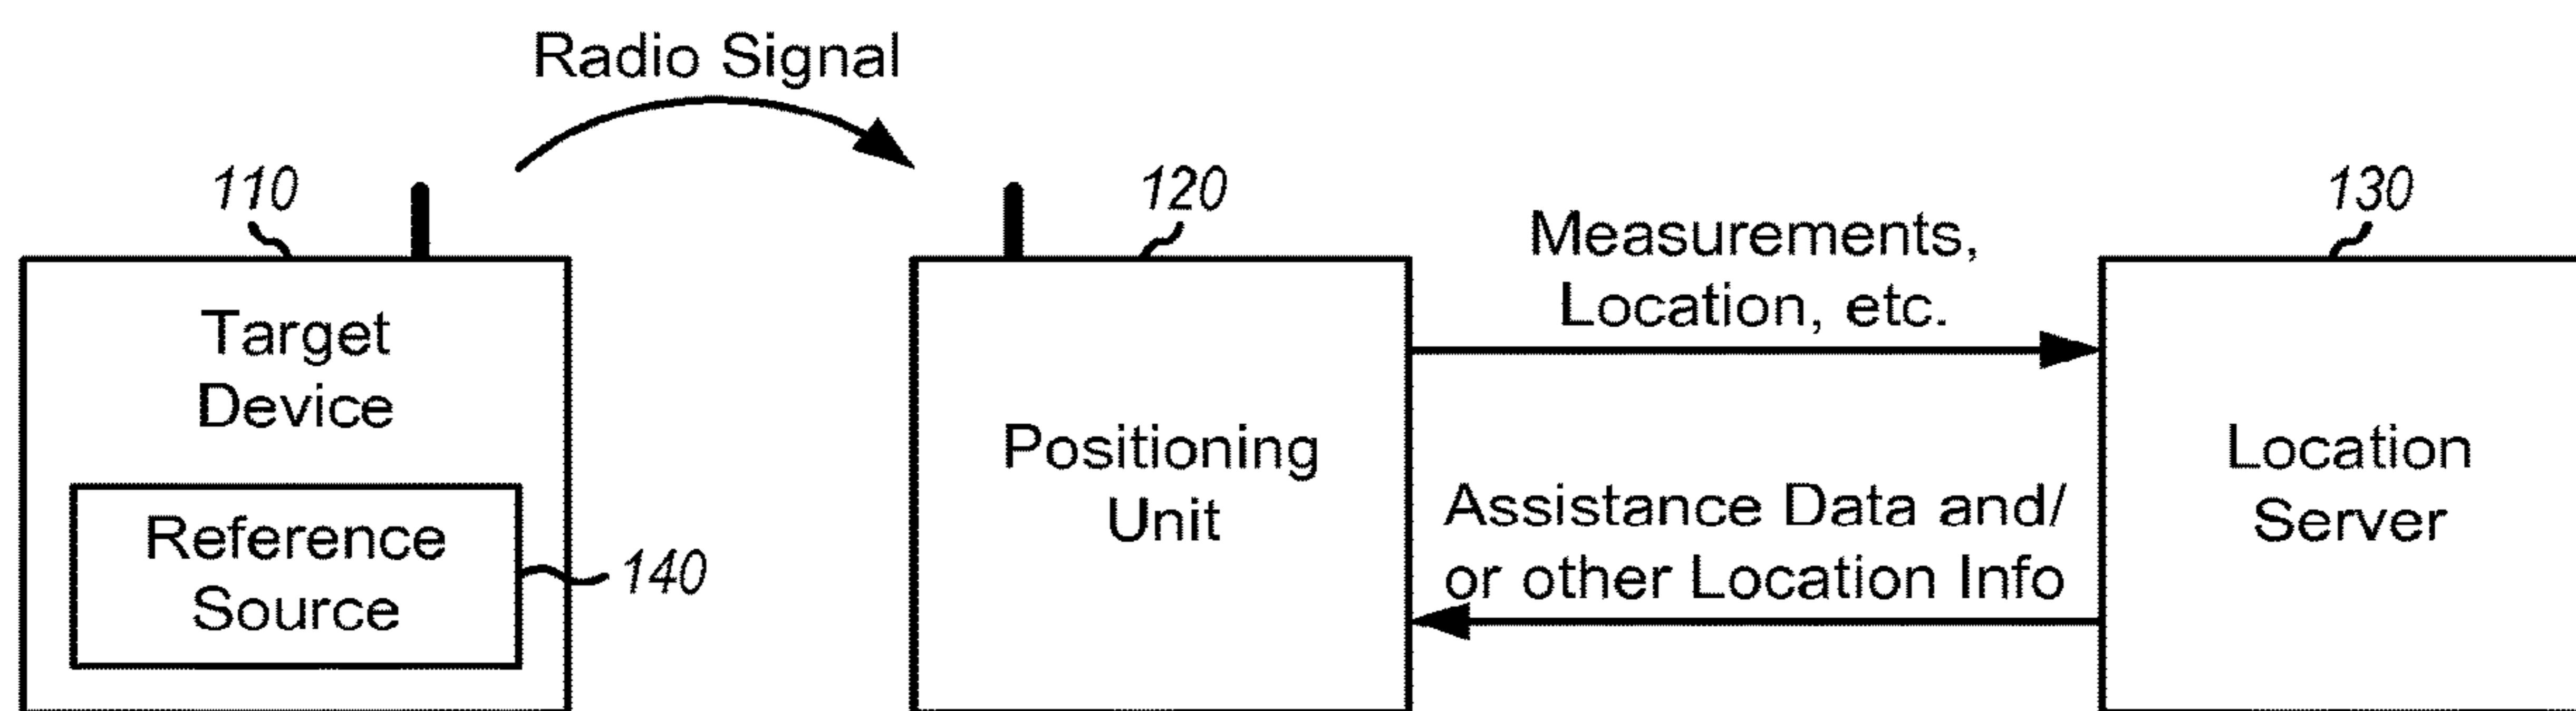 Radio Signal
110
120
130
Target
Device
Reference
Source
140
Positioning
Unit
Measurements,
Location, etc.
Assistance Data and/
or other Location Info
Location
Server